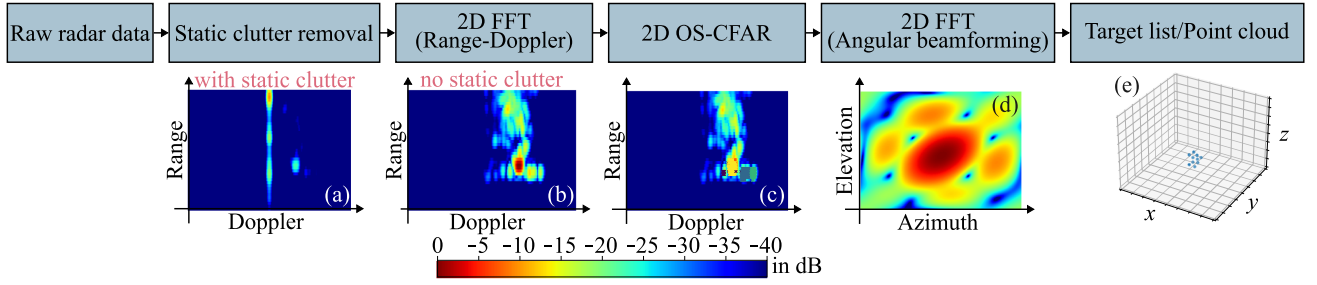 Raw radar data
Static clutter removal
2D FFT
(Range-Doppler)
2D OS-CFAR
2D FFT
(Angular beamforming)
Target list/Point cloud
with static clutter
Range
Doppler
(a)
no static clutter
Range
Doppler
(b)
Range
Doppler
(c)
Elevation
Azimuth
(d)
(e)
x
y
z
0 -5 -10 -15 -20 -25 -30 -35 -40
in dB